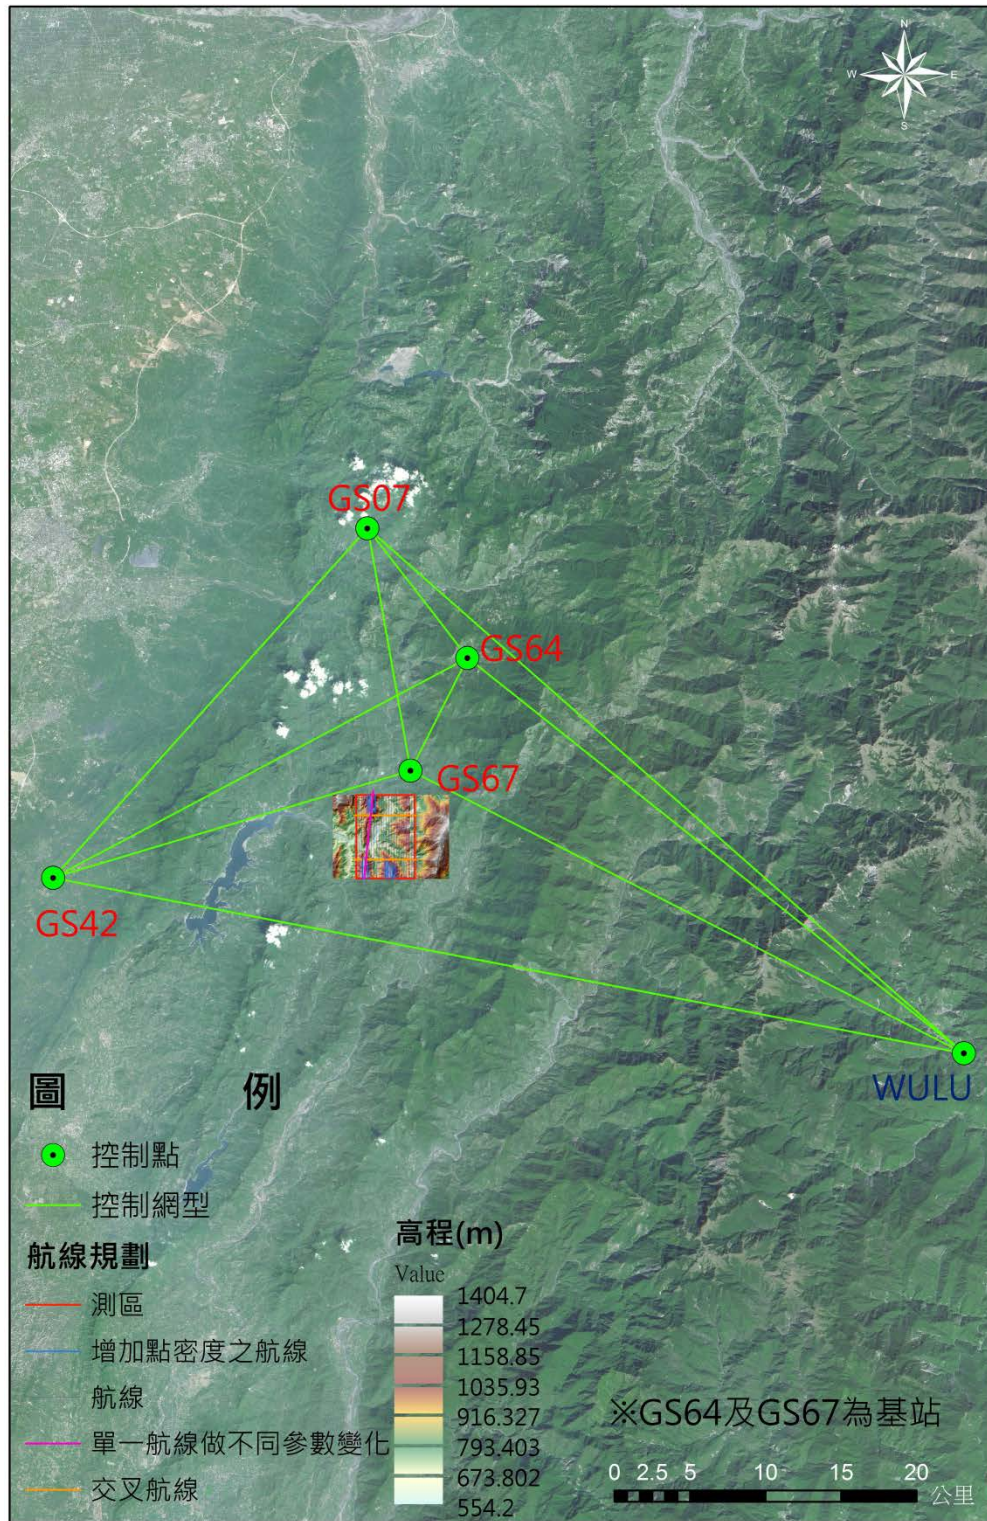 N
W E
S
GS07
GS64
GS67
GS42
WULU
圖 例
控制點
控制網型
航線規劃
測區
增加點密度之航線
航線
單一航線做不同參數變化
交叉航線
高程(m)
Value
1404.7
1278.45
1158.85
1035.93
916.327
793.403
673.802
554.2
※GS64及GS67為基站
0 2.5 5 10 15 20
公里